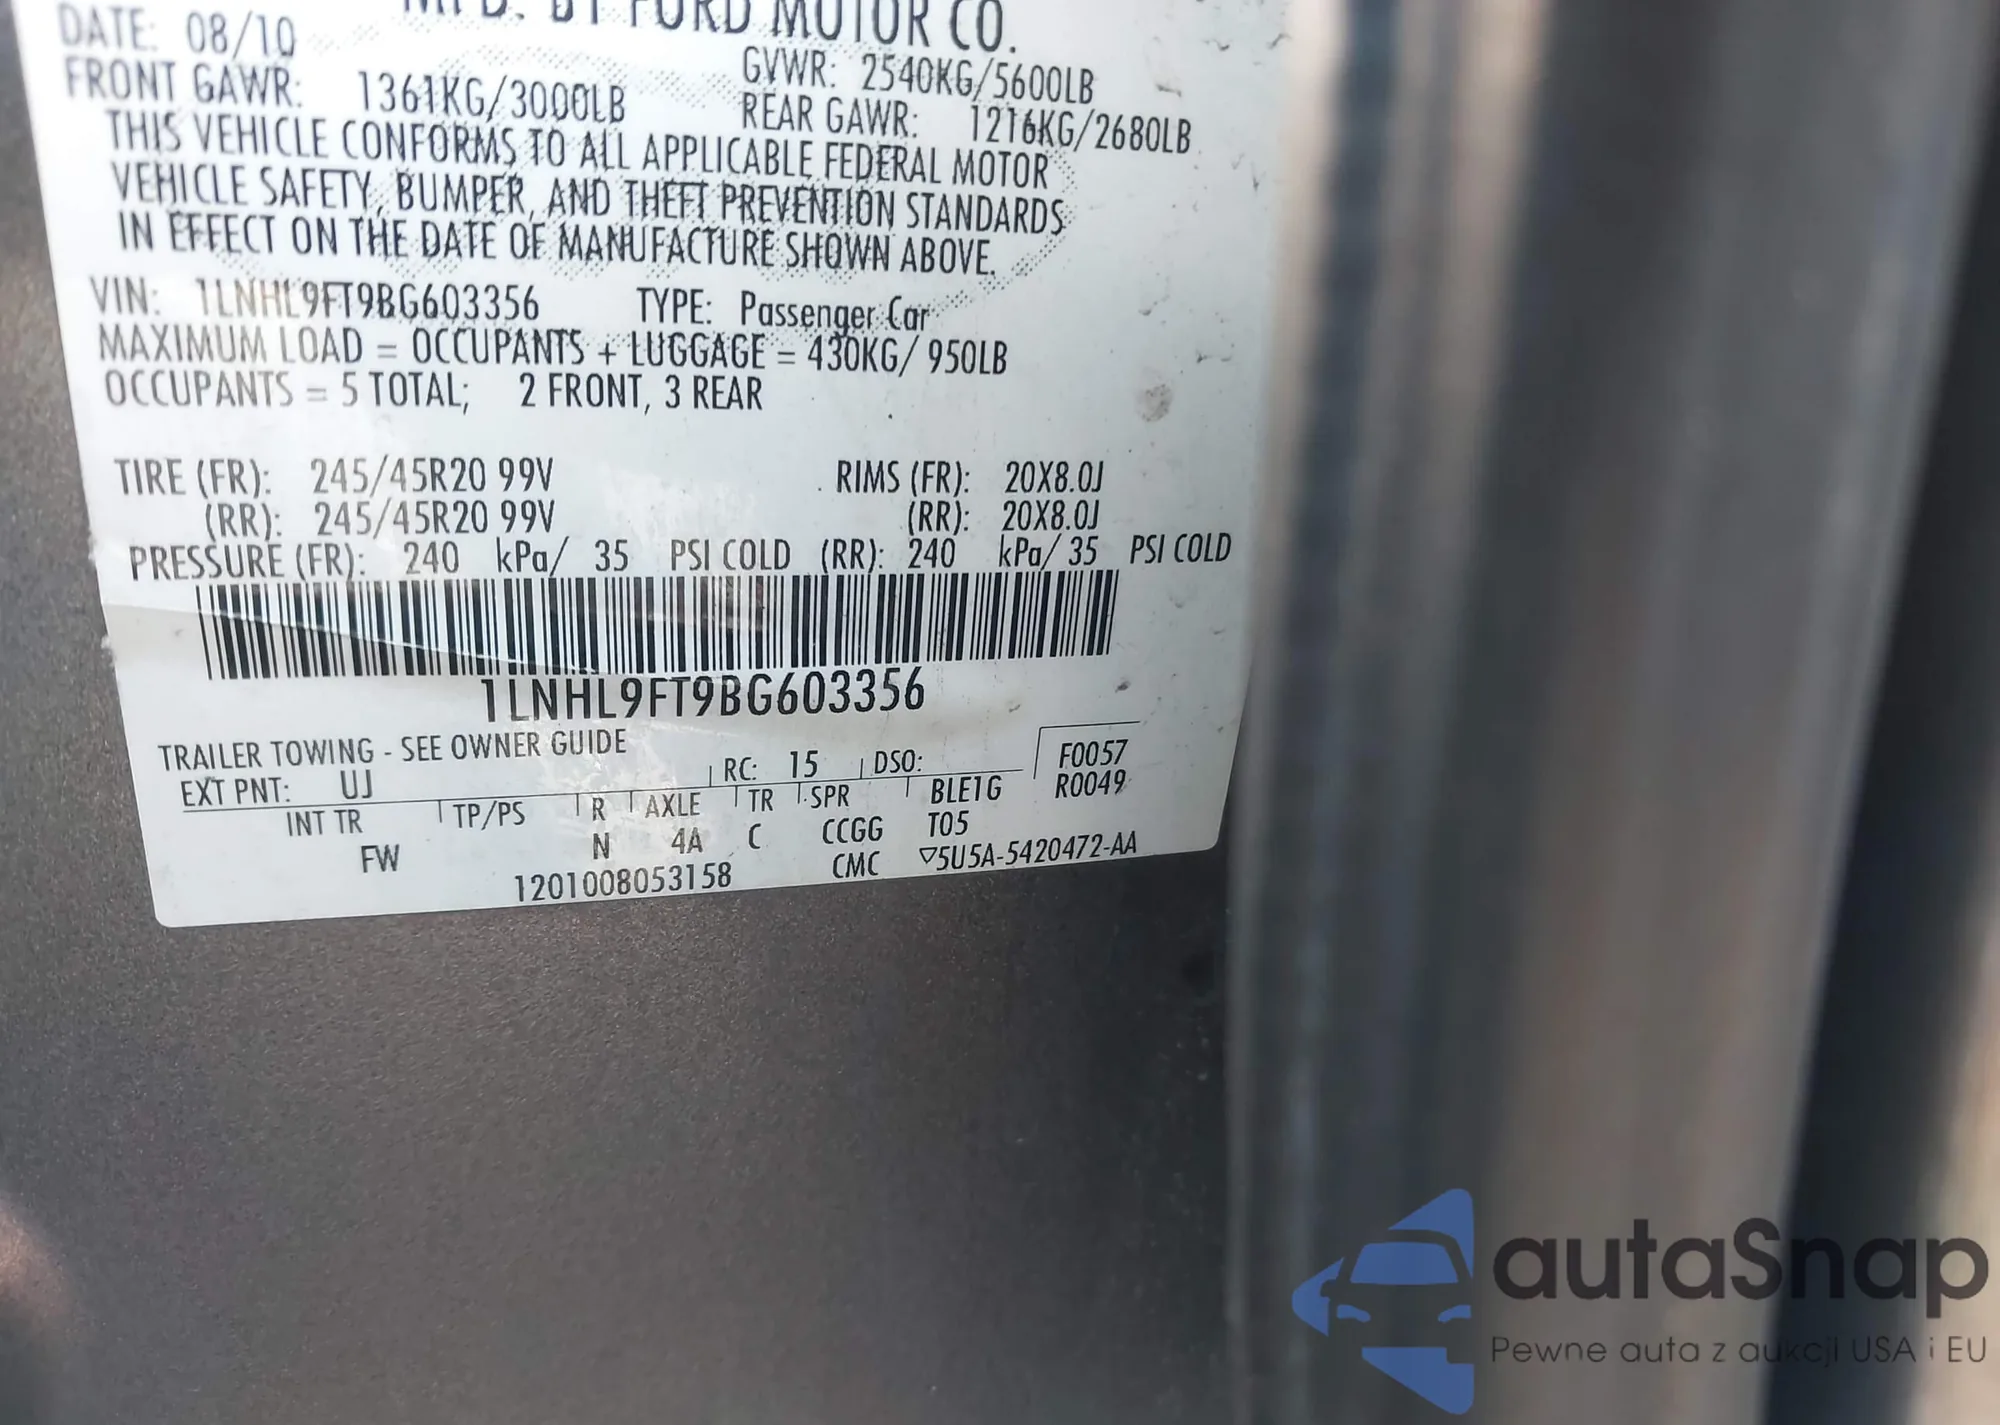 MFD. BY FORD MOTOR CO.
DATE: 08/10
GVWR: 2540KG/5600LB
FRONT GAWR: 1361KG/3000LB
REAR GAWR: 1216KG/2680LB
THIS VEHICLE CONFORMS TO ALL APPLICABLE FEDERAL MOTOR
VEHICLE SAFETY, BUMPER, AND THEFT PREVENTION STANDARDS
IN EFFECT ON THE DATE OF MANUFACTURE SHOWN ABOVE.
VIN: 1LNHL9FT9BG603356 TYPE: Passenger Car
MAXIMUM LOAD = OCCUPANTS + LUGGAGE = 430KG/ 950LB
OCCUPANTS = 5 TOTAL; 2 FRONT, 3 REAR
TIRE (FR): 245/45R20 99V RIMS (FR): 20X8.0J
(RR): 245/45R20 99V (RR): 20X8.0J
PRESSURE (FR): 240 kPa/ 35 PSI COLD (RR): 240 kPa/ 35 PSI COLD
1LNHL9FT9BG603356
TRAILER TOWING - SEE OWNER GUIDE
EXT PNT: UJ RC: 15 DSO: F0057
R0049
INT TR TP/PS R AXLE TR SPR BLE1G
FW N 4A C CCGG T05
1201008053158 CMC ▽5U5A-5420472-AA
autaSnap
Pewne auta z aukcji USA i EU